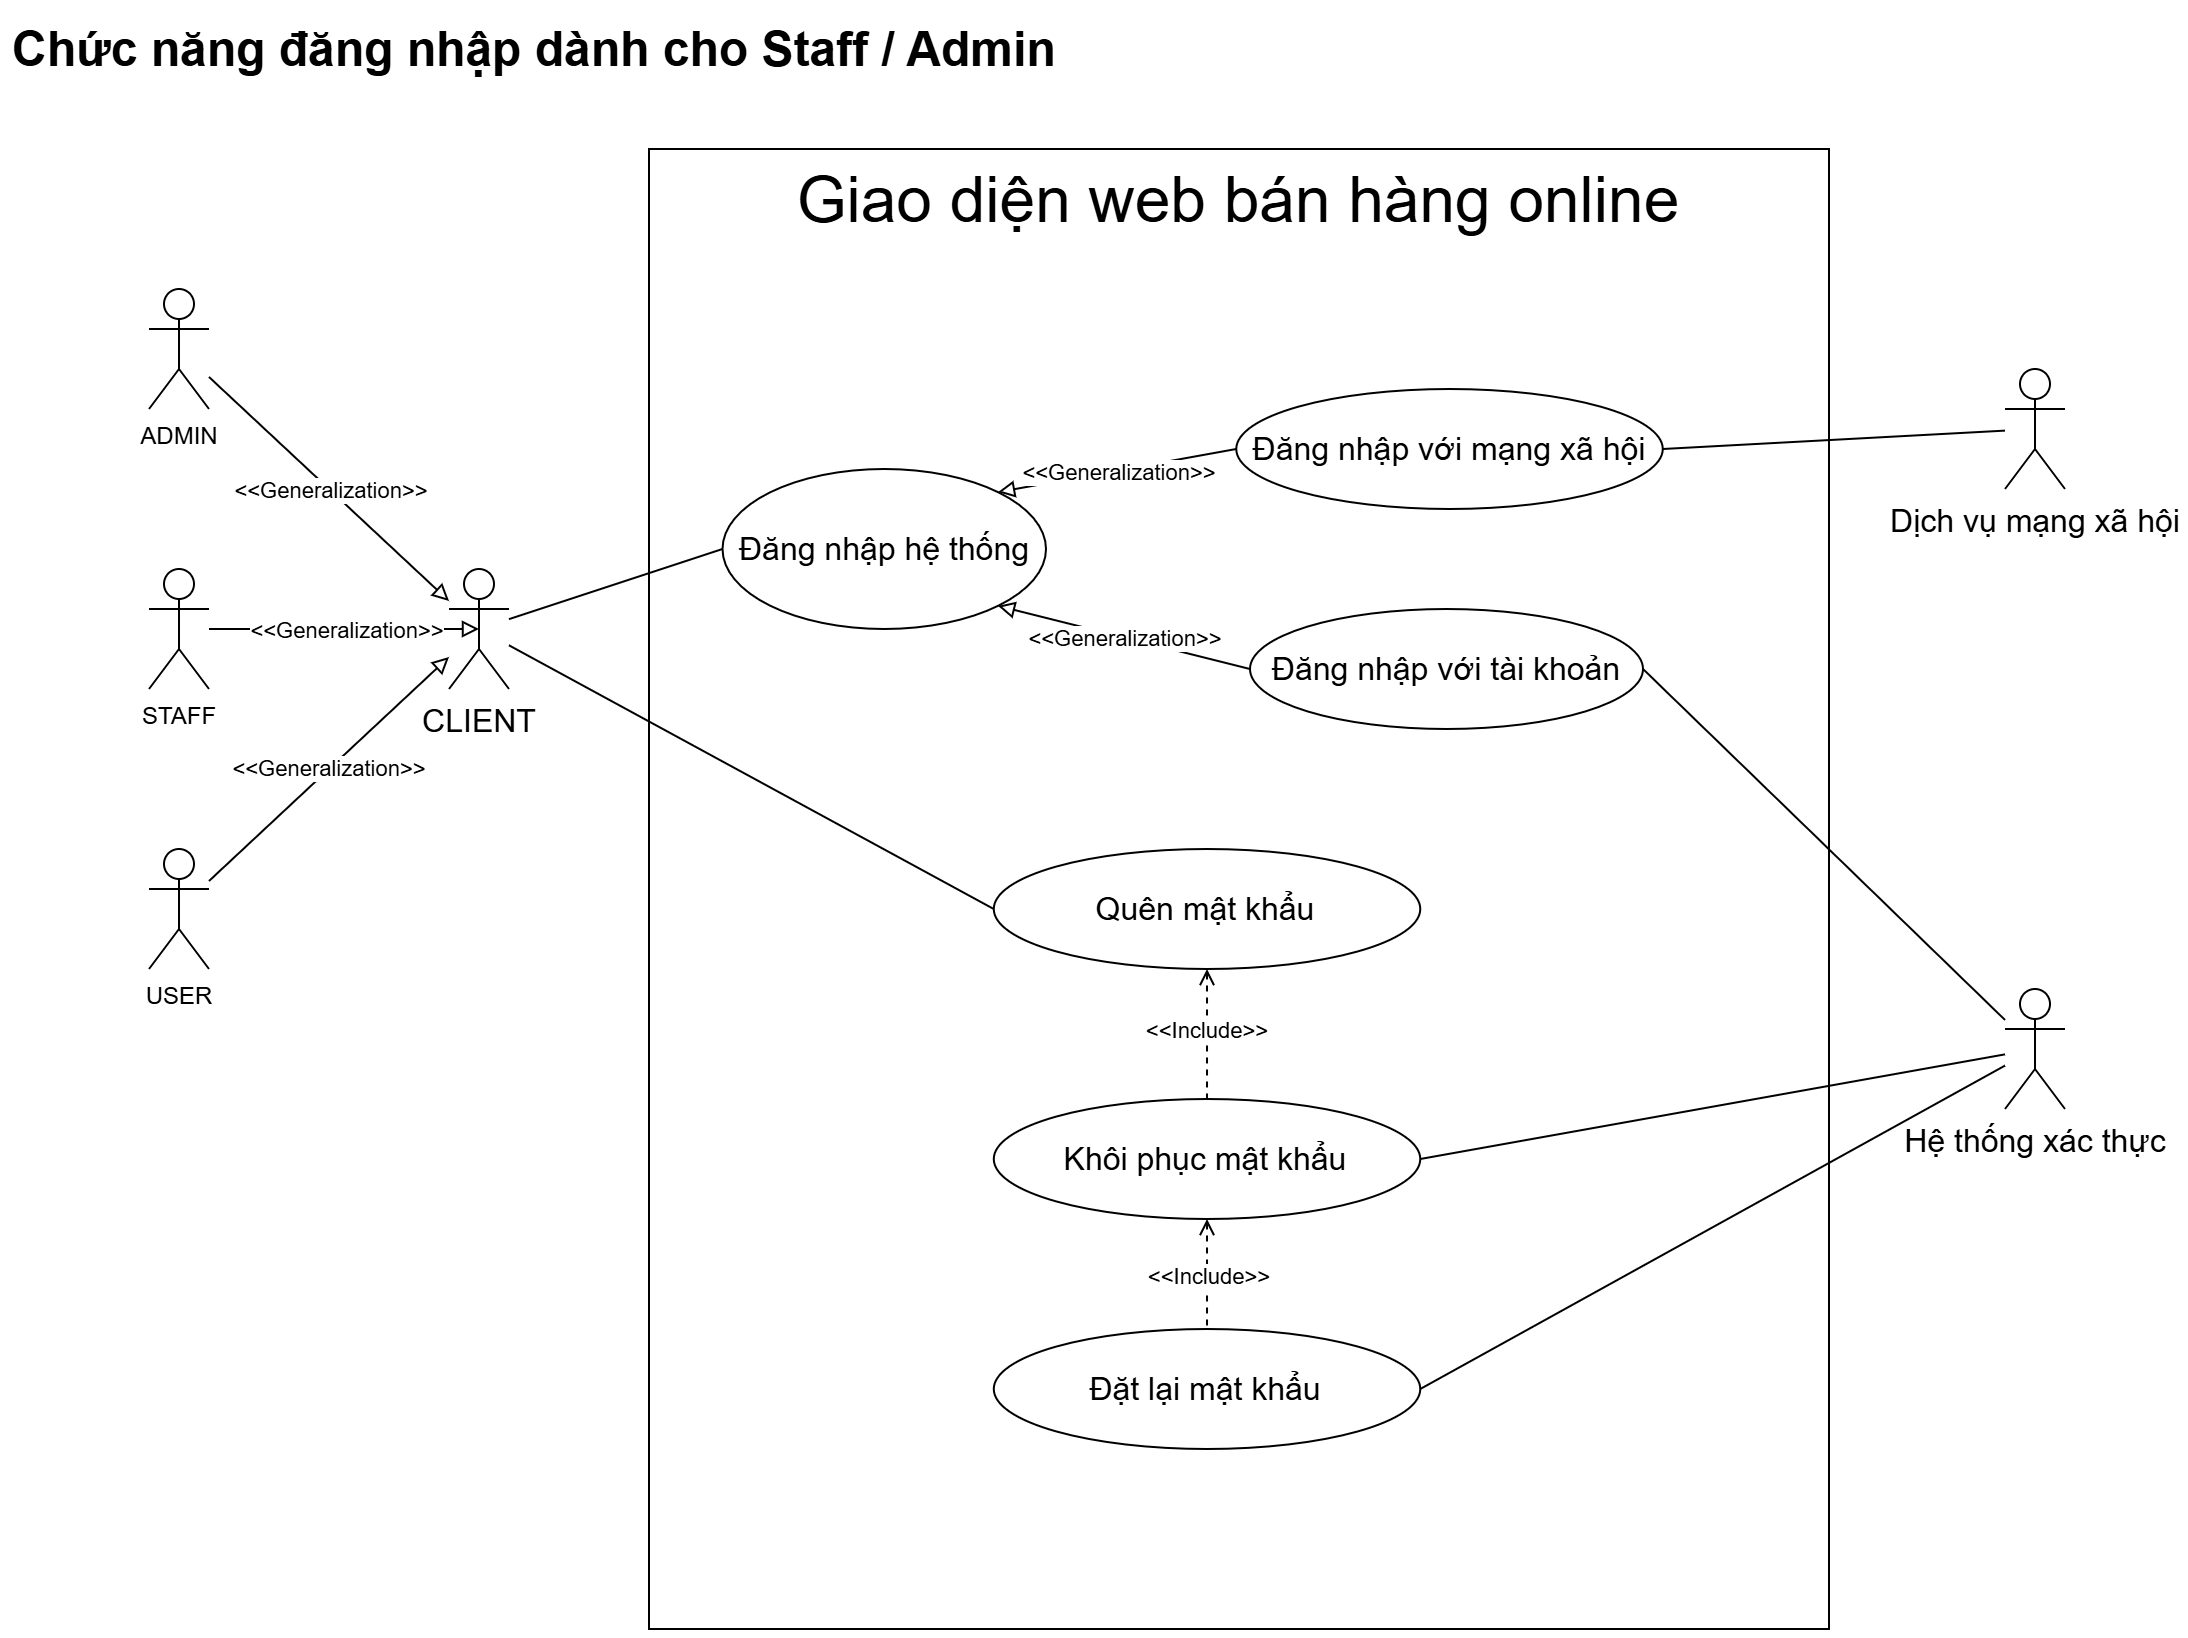 Chức năng đăng nhập dành cho Staff / Admin
Giao diện web bán hàng online
ADMIN
<<Generalization>>
STAFF
<<Generalization>>
CLIENT
<<Generalization>>
USER
Đăng nhập hệ thống
<<Generalization>>
Đăng nhập với mạng xã hội
Dịch vụ mạng xã hội
<<Generalization>>
Đăng nhập với tài khoản
Quên mật khẩu
<<Include>>
Khôi phục mật khẩu
Hệ thống xác thực
<<Include>>
Đặt lại mật khẩu